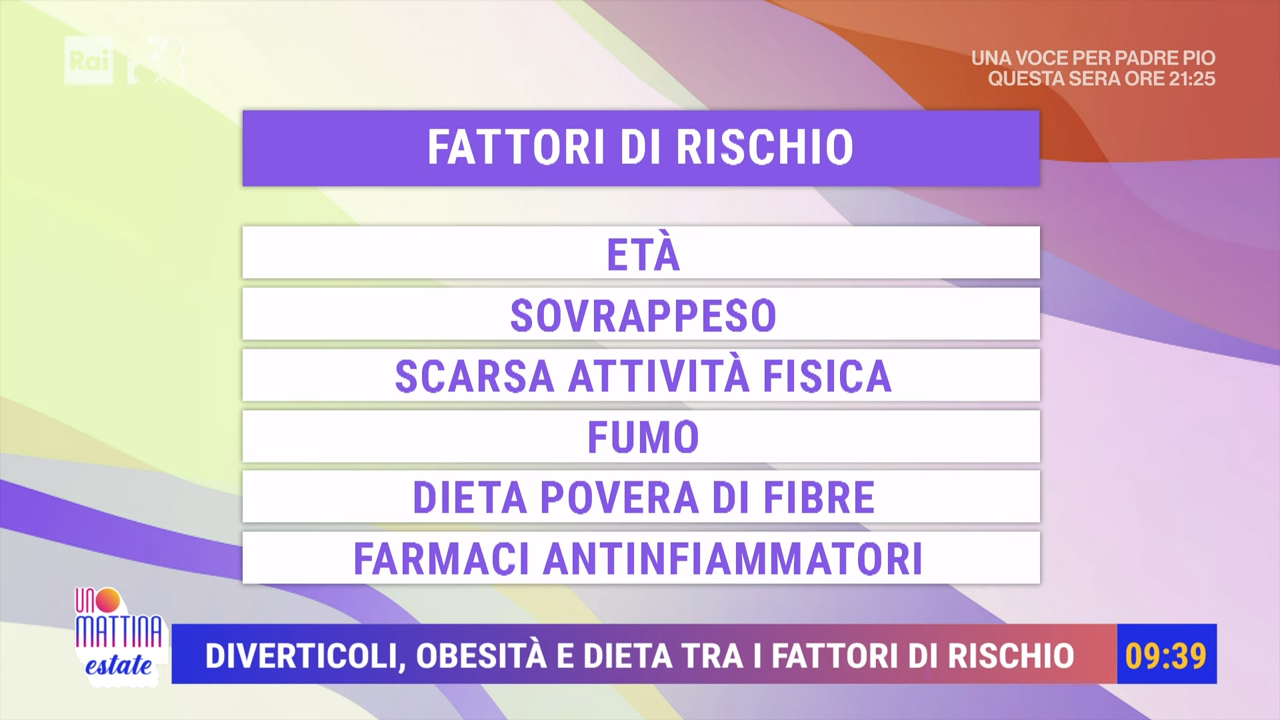 Rai
UNA VOCE PER PADRE PIO
QUESTA SERA ORE 21:25
FATTORI DI RISCHIO
ETÀ
SOVRAPPESO
SCARSA ATTIVITÀ FISICA
FUMO
DIETA POVERA DI FIBRE
FARMACI ANTINFIAMMATORI
UNO
MATTINA
estate
DIVERTICOLI, OBESITÀ E DIETA TRA I FATTORI DI RISCHIO
09:39